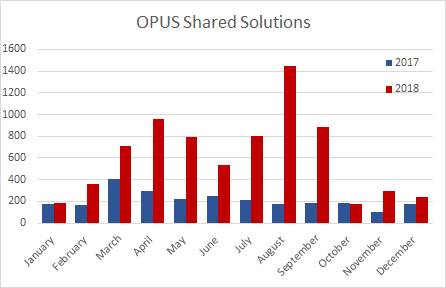 OPUS Shared Solutions
1600
1400
1200
1000
800
600
400
200
0
2017
2018
January
February
March
April
May
June
July
August
September
October
November
December